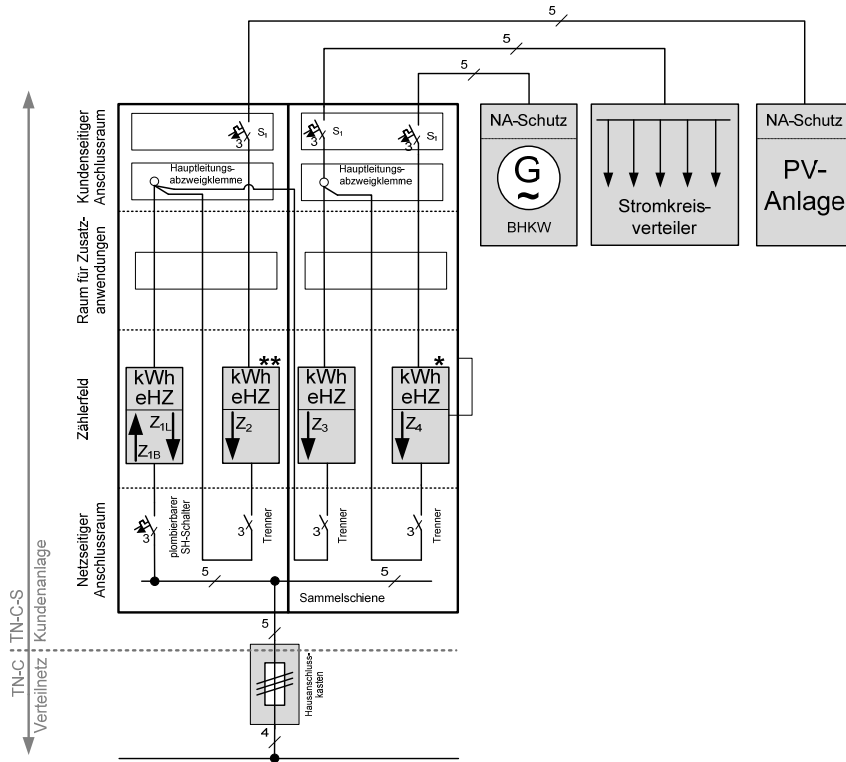 5
5
5
Kundenseitiger
Anschlussraum
3
S1
3
S1
3
S1
Hauptleitungs-
abzweigklemme
Hauptleitungs-
abzweigklemme
NA-Schutz
G
~
BHKW
Stromkreis-
verteiler
NA-Schutz
PV-
Anlage
Raum für Zusatz-
anwendungen
Zählerfeld
kWh
eHZ
Z1L
Z1B
**
kWh
eHZ
Z2
kWh
eHZ
Z3
*
kWh
eHZ
Z4
Netzseitiger
Anschlussraum
3
plombierbarer
SH-Schalter
3
Trenner
3
Trenner
3
Trenner
5
5
Sammelschiene
5
TN-C-S
Kundenanlage
TN-C
Verteilnetz
Hausanschluss-
kasten
4